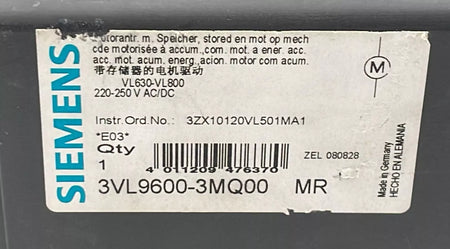 SIEMENS
Motorantr. m. Speicher, stored en mot op mech
cde motorisée à accum.,com. mot. a ener. acc.
acc. mot. acum. energ.,acion. motor com acum.
带存储器的电机驱动
VL630-VL800
220-250 V AC/DC
M
Instr.Ord.No.: 3ZX10120VL501MA1
*E03*
Qty
1
4 011209 476370
ZEL 080828
3VL9600-3MQ00 MR
Made in Germany
HECHO EN ALEMANIA